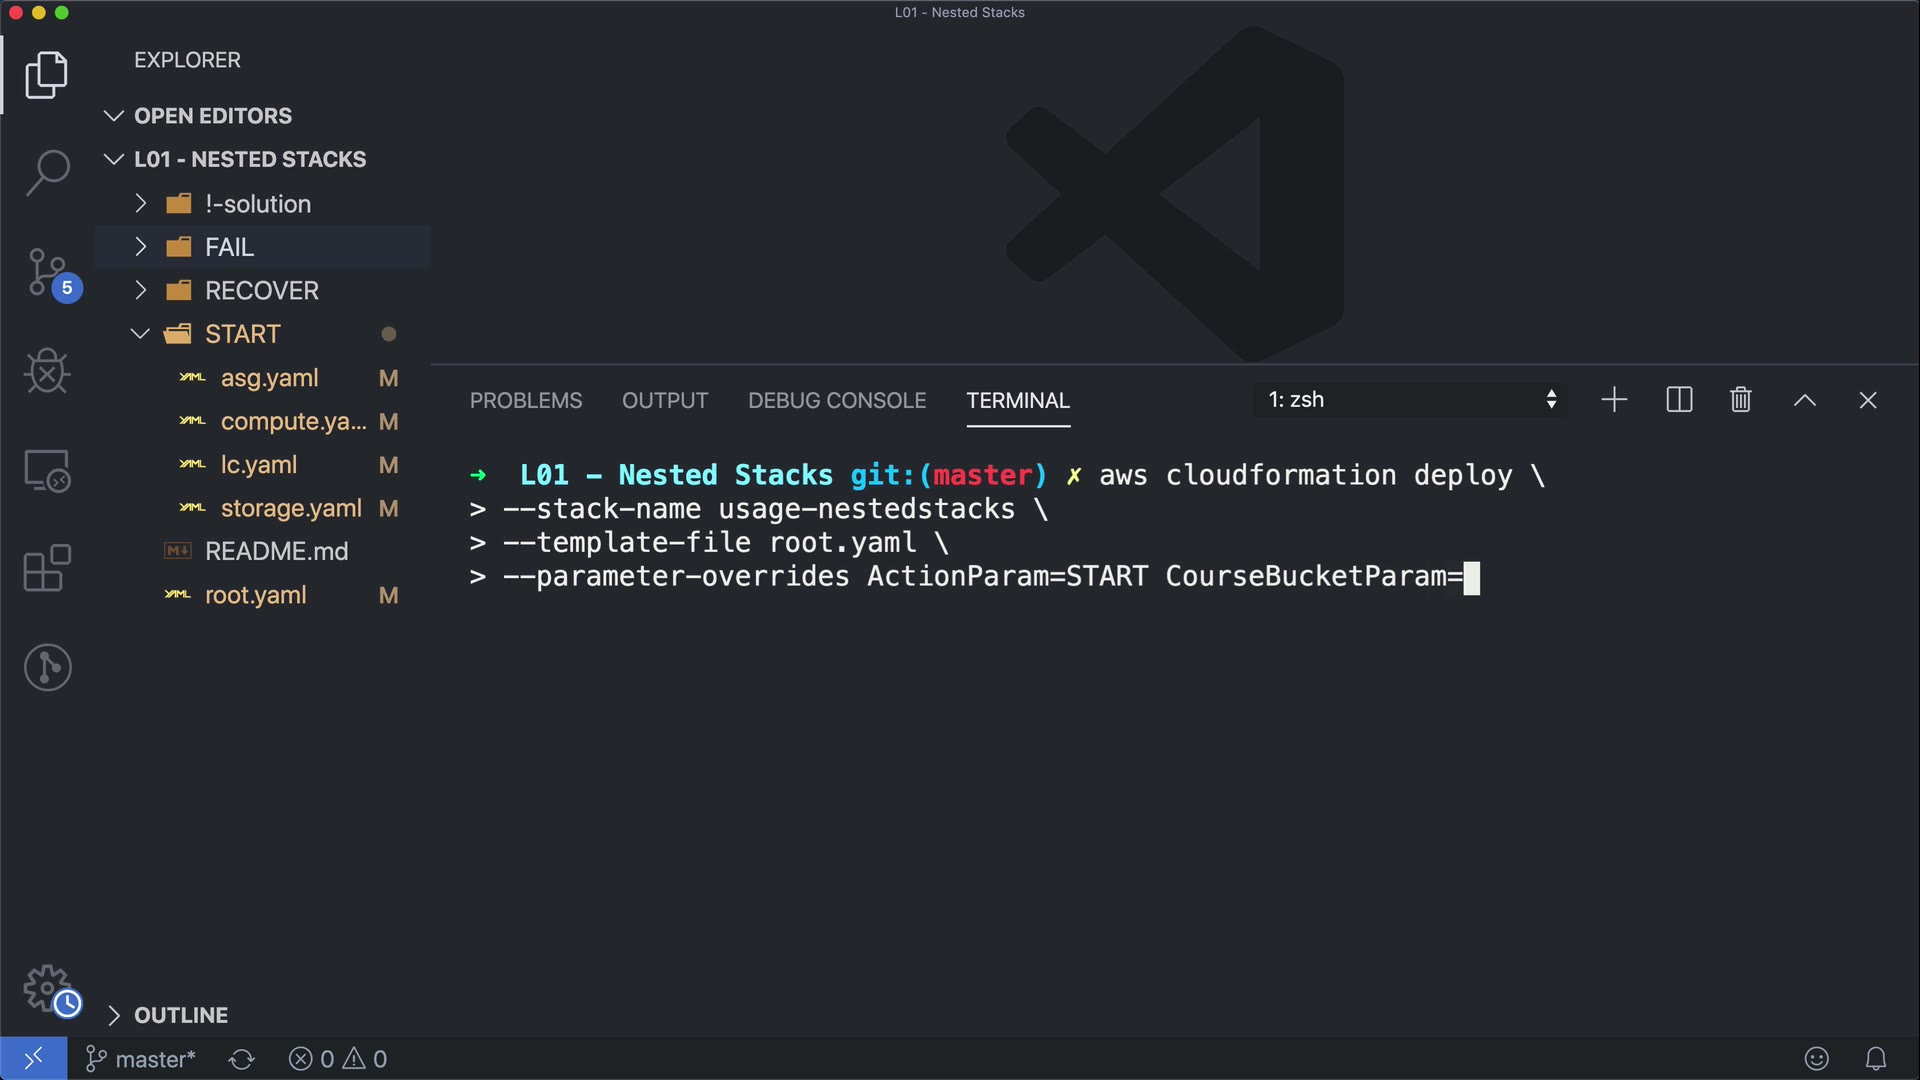 L01 - Nested Stacks
EXPLORER
OPEN EDITORS
L01 - NESTED STACKS
!-solution
FAIL
RECOVER
START
asg.yaml M
compute.ya... M
lc.yaml M
storage.yaml M
README.md
root.yaml M
OUTLINE
5
PROBLEMS OUTPUT DEBUG CONSOLE TERMINAL 1: zsh
➜ L01 - Nested Stacks git:(master) ✗ aws cloudformation deploy \
> --stack-name usage-nestedstacks \
> --template-file root.yaml \
> --parameter-overrides ActionParam=START CourseBucketParam=
master* 0 0